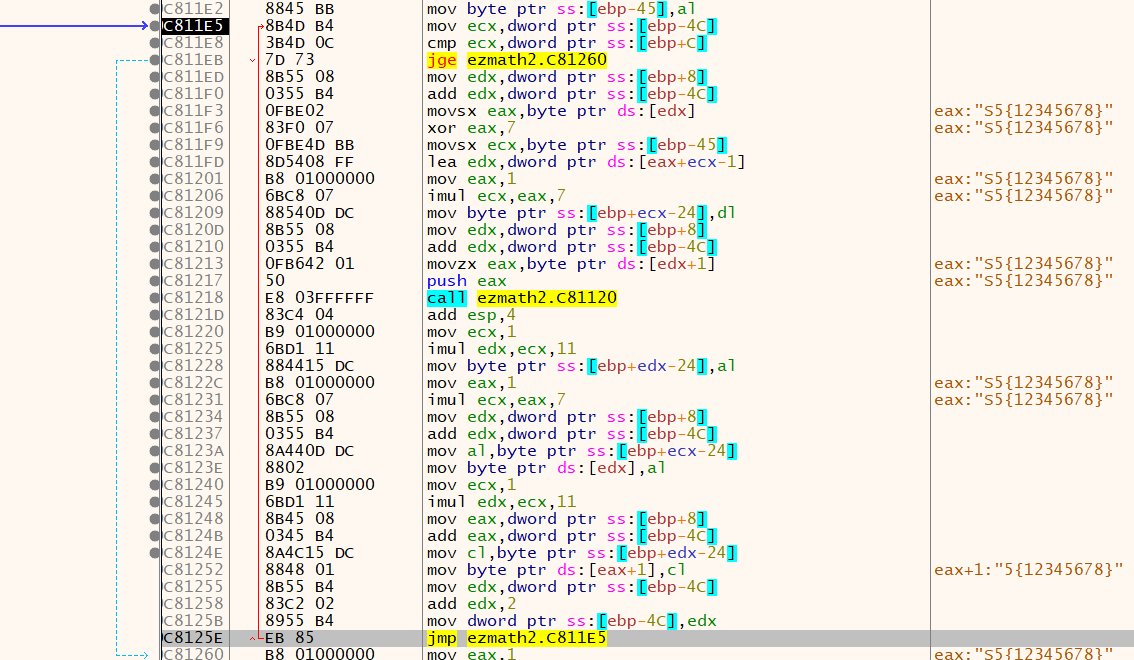 C811E2 8845 BB mov byte ptr ss:[ebp-45],al
C811E5 8B4D B4 mov ecx,dword ptr ss:[ebp-4C]
C811E8 3B4D 0C cmp ecx,dword ptr ss:[ebp+C]
C811EB 7D 73 jge ezmath2.C81260
C811ED 8B55 08 mov edx,dword ptr ss:[ebp+8]
C811F0 0355 B4 add edx,dword ptr ss:[ebp-4C]
C811F3 0FBE02 movsx eax,byte ptr ds:[edx] eax:"S5{12345678}"
C811F6 83F0 07 xor eax,7 eax:"S5{12345678}"
C811F9 0FBE4D BB movsx ecx,byte ptr ss:[ebp-45]
C811FD 8D5408 FF lea edx,dword ptr ds:[eax+ecx-1]
C81201 B8 01000000 mov eax,1 eax:"S5{12345678}"
C81206 6BC8 07 imul ecx,eax,7 eax:"S5{12345678}"
C81209 88540D DC mov byte ptr ss:[ebp+ecx-24],dl
C8120D 8B55 08 mov edx,dword ptr ss:[ebp+8]
C81210 0355 B4 add edx,dword ptr ss:[ebp-4C]
C81213 0FB642 01 movzx eax,byte ptr ds:[edx+1] eax:"S5{12345678}"
C81217 50 push eax eax:"S5{12345678}"
C81218 E8 03FFFFFF call ezmath2.C81120
C8121D 83C4 04 add esp,4
C81220 B9 01000000 mov ecx,1
C81225 6BD1 11 imul edx,ecx,11
C81228 884415 DC mov byte ptr ss:[ebp+edx-24],al
C8122C B8 01000000 mov eax,1 eax:"S5{12345678}"
C81231 6BC8 07 imul ecx,eax,7 eax:"S5{12345678}"
C81234 8B55 08 mov edx,dword ptr ss:[ebp+8]
C81237 0355 B4 add edx,dword ptr ss:[ebp-4C]
C8123A 8A440D DC mov al,byte ptr ss:[ebp+ecx-24]
C8123E 8802 mov byte ptr ds:[edx],al
C81240 B9 01000000 mov ecx,1
C81245 6BD1 11 imul edx,ecx,11
C81248 8B45 08 mov eax,dword ptr ss:[ebp+8]
C8124B 0345 B4 add eax,dword ptr ss:[ebp-4C]
C8124E 8A4C15 DC mov cl,byte ptr ss:[ebp+edx-24]
C81252 8848 01 mov byte ptr ds:[eax+1],cl eax+1:"5{12345678}"
C81255 8B55 B4 mov edx,dword ptr ss:[ebp-4C]
C81258 83C2 02 add edx,2
C8125B 8955 B4 mov dword ptr ss:[ebp-4C],edx
C8125E EB 85 jmp ezmath2.C811E5
C81260 B8 01000000 mov eax,1 eax:"S5{12345678}"